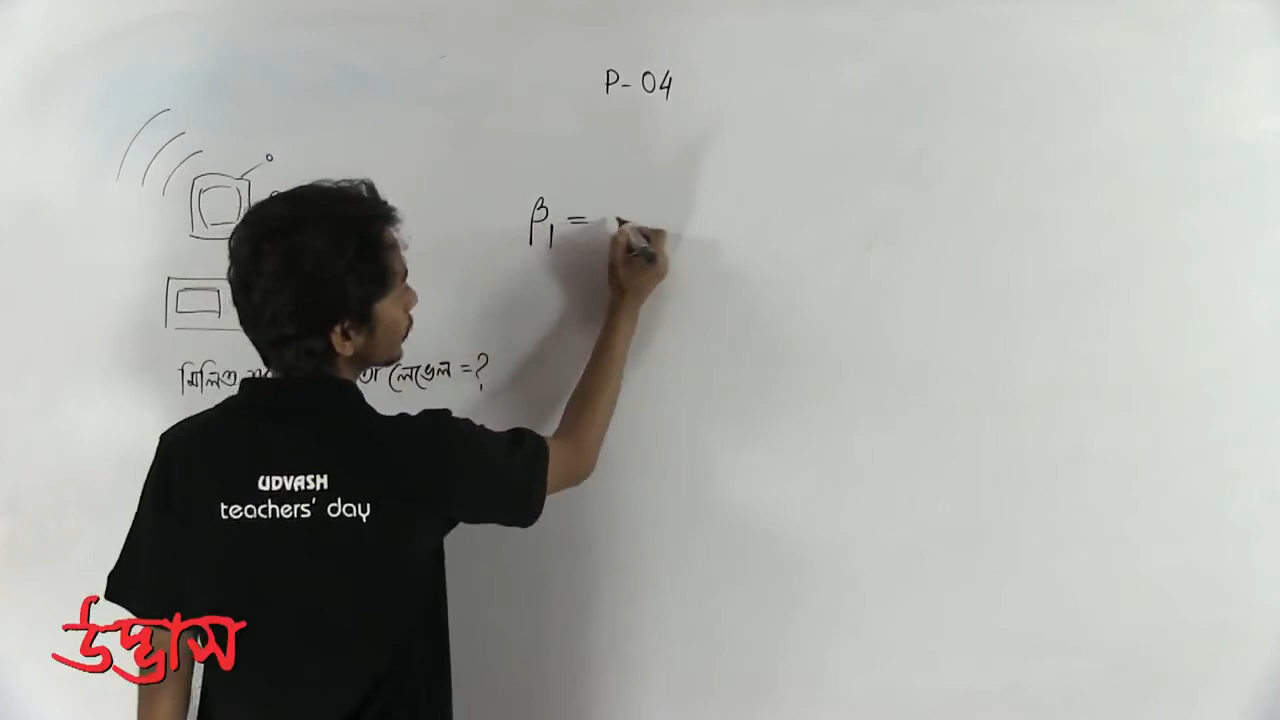 P-04
β₁ =
মিলিত লেভেল =?
UDVASH
teachers' day
উদ্ভাস